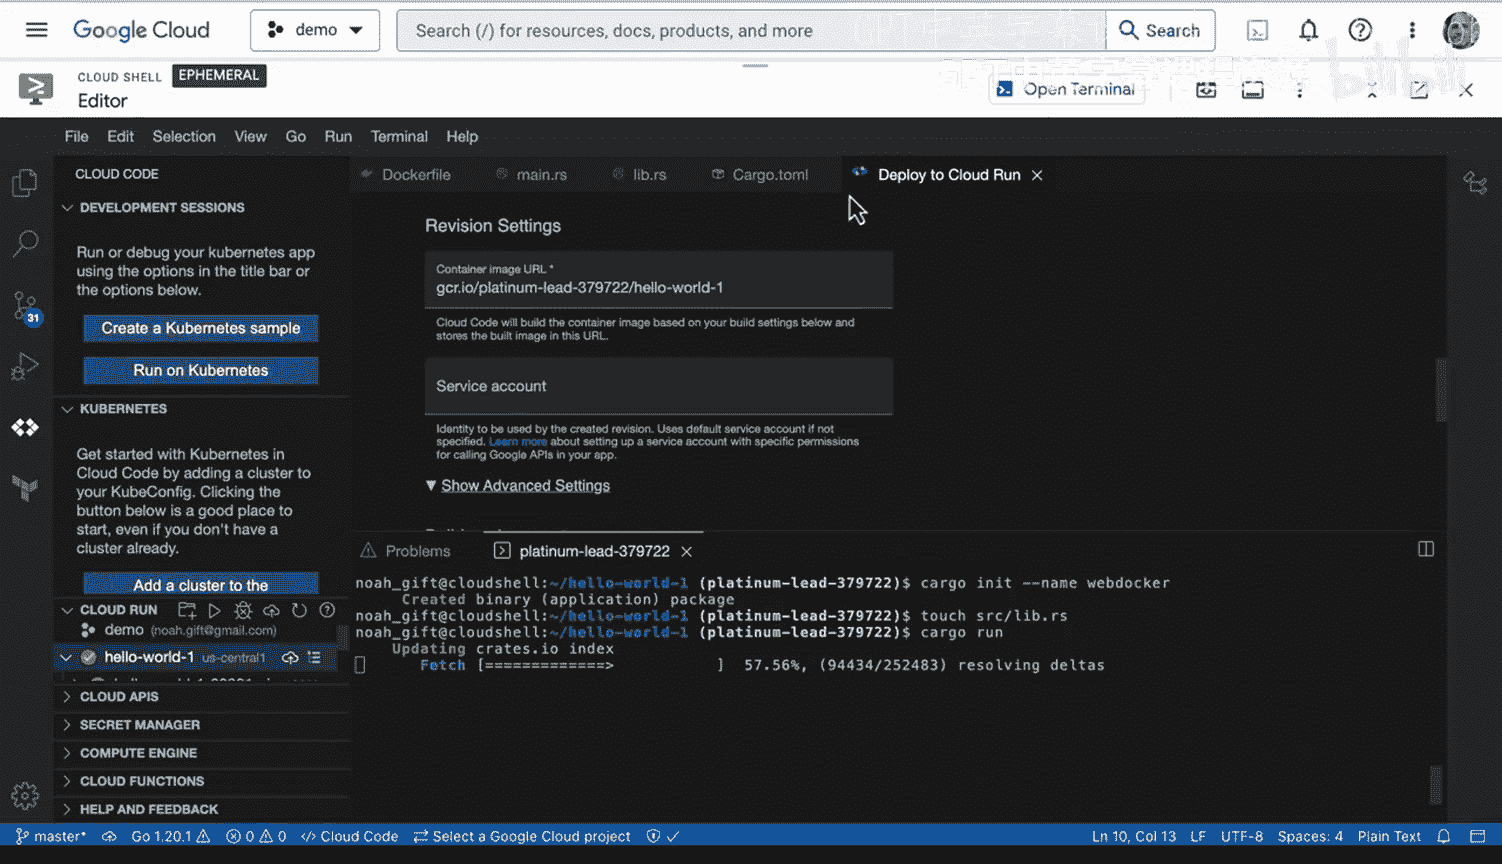 Google Cloud
demo
Search (/) for resources, docs, products, and more
Search
CLOUD SHELL
EPHEMERAL
Editor
Open Terminal
bilibili
File Edit Selection View Go Run Terminal Help
CLOUD CODE
Dockerfile
main.rs
lib.rs
Cargo.toml
Deploy to Cloud Run
DEVELOPMENT SESSIONS
Run or debug your kubernetes app
using the options in the title bar or
the options below.
Create a Kubernetes sample
Run on Kubernetes
31
KUBERNETES
Get started with Kubernetes in
Cloud Code by adding a cluster to
your KubeConfig. Clicking the
button below is a good place to
start, even if you don't have a
cluster already.
Add a cluster to the
CLOUD RUN
demo (noah.gift@gmail.com)
hello-world-1 us-central1
CLOUD APIS
SECRET MANAGER
COMPUTE ENGINE
CLOUD FUNCTIONS
HELP AND FEEDBACK
Revision Settings
Container image URL *
gcr.io/platinum-lead-379722/hello-world-1
Cloud Code will build the container image based on your build settings below and
stores the built image in this URL.
Service account
Identity to be used by the created revision. Uses default service account if not
specified. Learn more about setting up a service account with specific permissions
for calling Google APIs in your app.
▼ Show Advanced Settings
Problems
platinum-lead-379722
noah_gift@cloudshell:~/hello-world-1 (platinum-lead-379722)$ cargo init --name webdocker
Created binary (application) package
noah_gift@cloudshell:~/hello-world-1 (platinum-lead-379722)$ touch src/lib.rs
noah_gift@cloudshell:~/hello-world-1 (platinum-lead-379722)$ cargo run
Updating crates.io index
Fetch [=============>          ]  57.56%, (94434/252483) resolving deltas
master* Go 1.20.1 0 0 Cloud Code Select a Google Cloud project Ln 10, Col 13 LF UTF-8 Spaces: 4 Plain Text